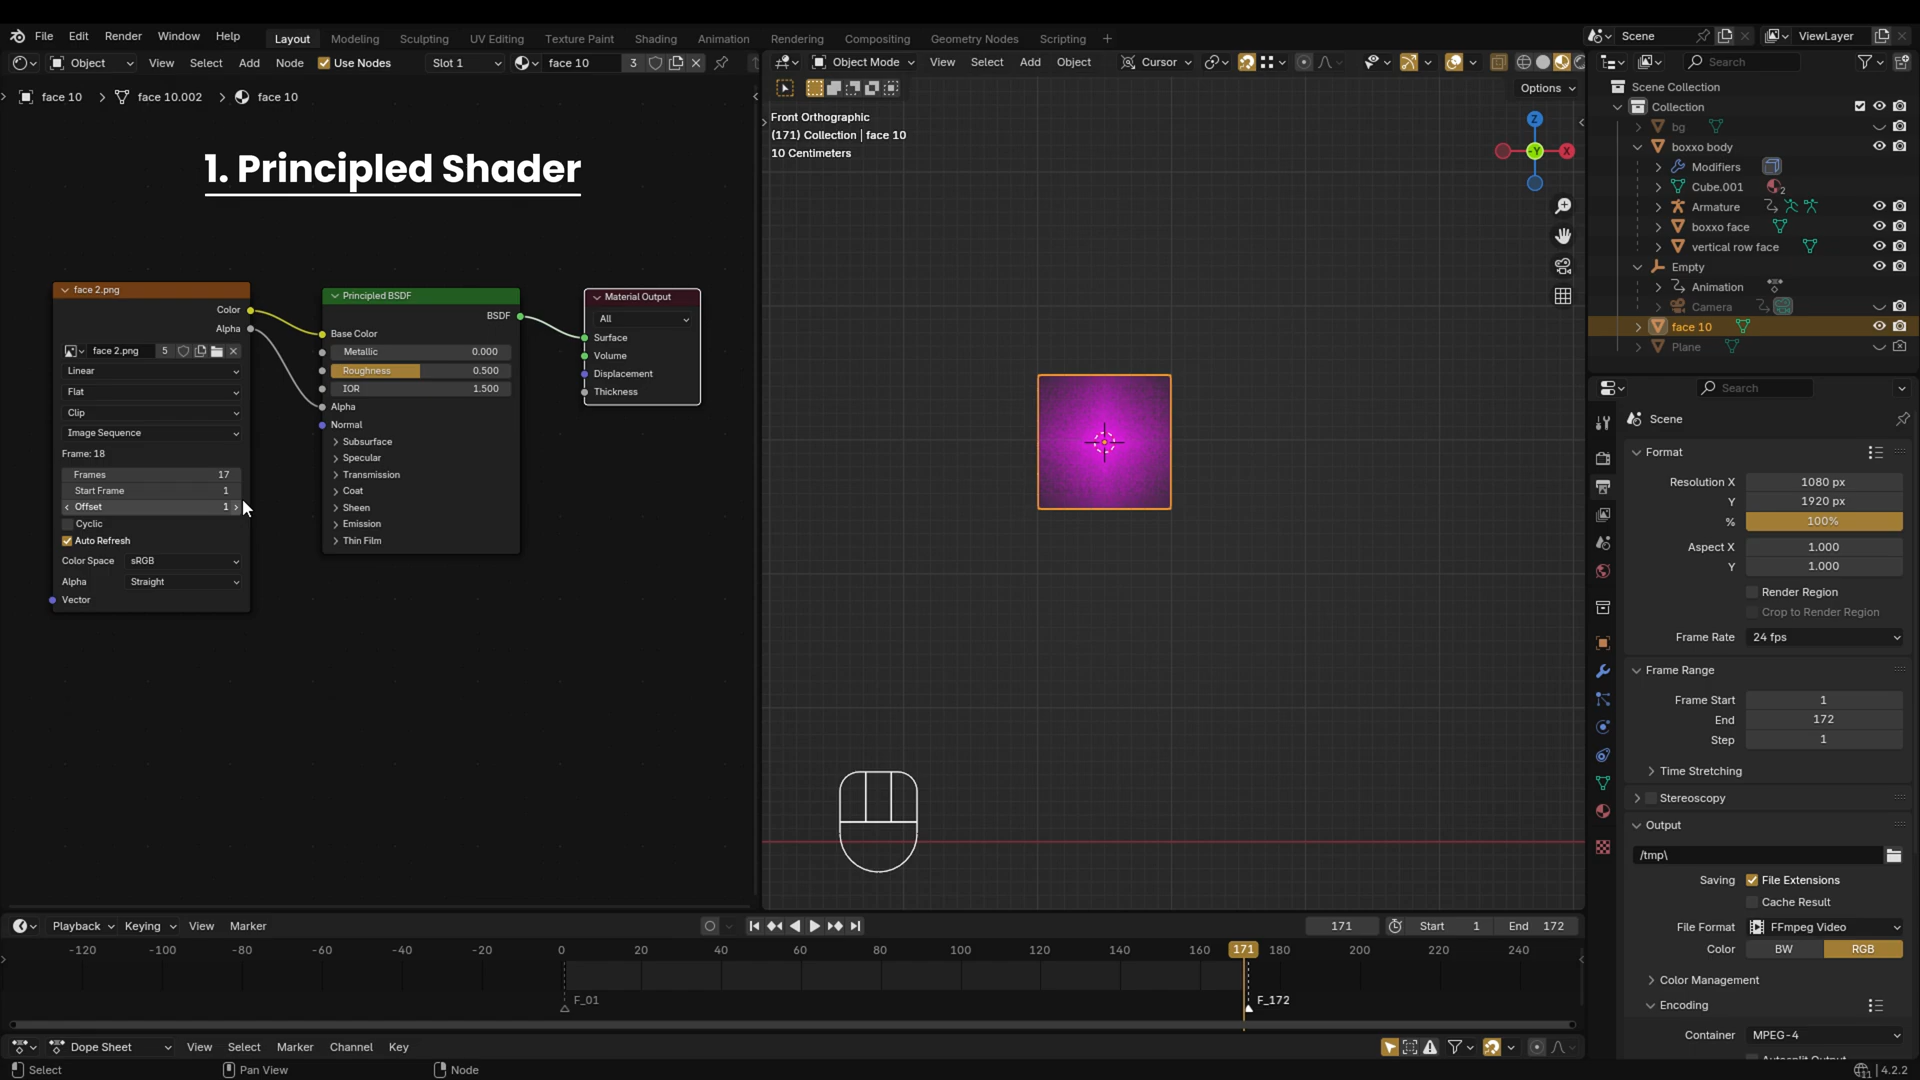 File Edit Render Window Help Layout Modeling Sculpting UV Editing Texture Paint Shading Animation Rendering Compositing Geometry Nodes Scripting + Scene ViewLayer
Object View Select Add Node Use Nodes Slot 1 face 10 3
Object Mode View Select Add Object Cursor
Search
face 10 > face 10.002 > face 10
Options
1. Principled Shader
face 2.png
Color
Alpha
face 2.png 5
Linear
Flat
Clip
Image Sequence
Frame: 18
Frames 17
Start Frame 1
Offset 1
Cyclic
Auto Refresh
Color Space sRGB
Alpha Straight
Vector
Principled BSDF
BSDF
Base Color
Metallic 0.000
Roughness 0.500
IOR 1.500
Alpha
Normal
Subsurface
Specular
Transmission
Coat
Sheen
Emission
Thin Film
Material Output
All
Surface
Volume
Displacement
Thickness
Front Orthographic
(171) Collection | face 10
10 Centimeters
Z
-Y
X
Scene Collection
Collection
bg
boxxo body
Modifiers
Cube.001 2
Armature
boxxo face
vertical row face
Empty
Animation
Camera
face 10
Plane
Search
Scene
Format
Resolution X 1080 px
Y 1920 px
% 100%
Aspect X 1.000
Y 1.000
Render Region
Crop to Render Region
Frame Rate 24 fps
Frame Range
Frame Start 1
End 172
Step 1
Time Stretching
Stereoscopy
Output
/tmp\
Saving File Extensions
Cache Result
File Format FFmpeg Video
Color BW RGB
Color Management
Encoding
Container MPEG-4
Autosplit Output
Playback Keying View Marker 171 Start 1 End 172
-120 -100 -80 -60 -40 -20 0 20 40 60 80 100 120 140 160 171 180 200 220 240
F_01 F_172
Dope Sheet View Select Marker Channel Key
Select Pan View Node 4.2.2